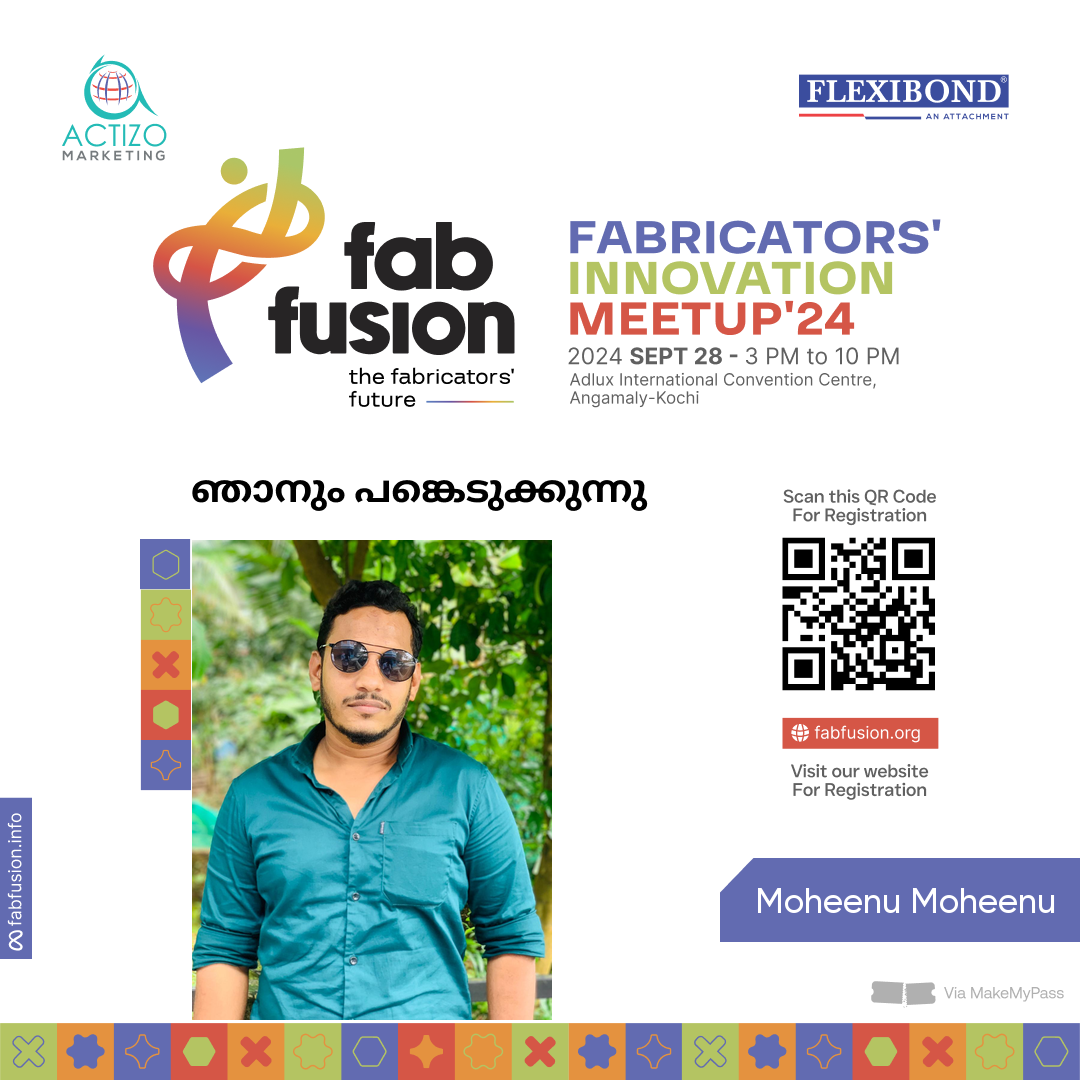 ACTIZO
MARKETING
FLEXIBOND®
AN ATTACHMENT
fab
fusion
the fabricators'
future
FABRICATORS'
INNOVATION
MEETUP'24
2024 SEPT 28 - 3 PM to 10 PM
Adlux International Convention Centre,
Angamaly-Kochi
ഞാനും പങ്കെടുക്കുന്നു
Scan this QR Code
For Registration
fabfusion.org
Visit our website
For Registration
fabfusion.info
Moheenu Moheenu
Via MakeMyPass